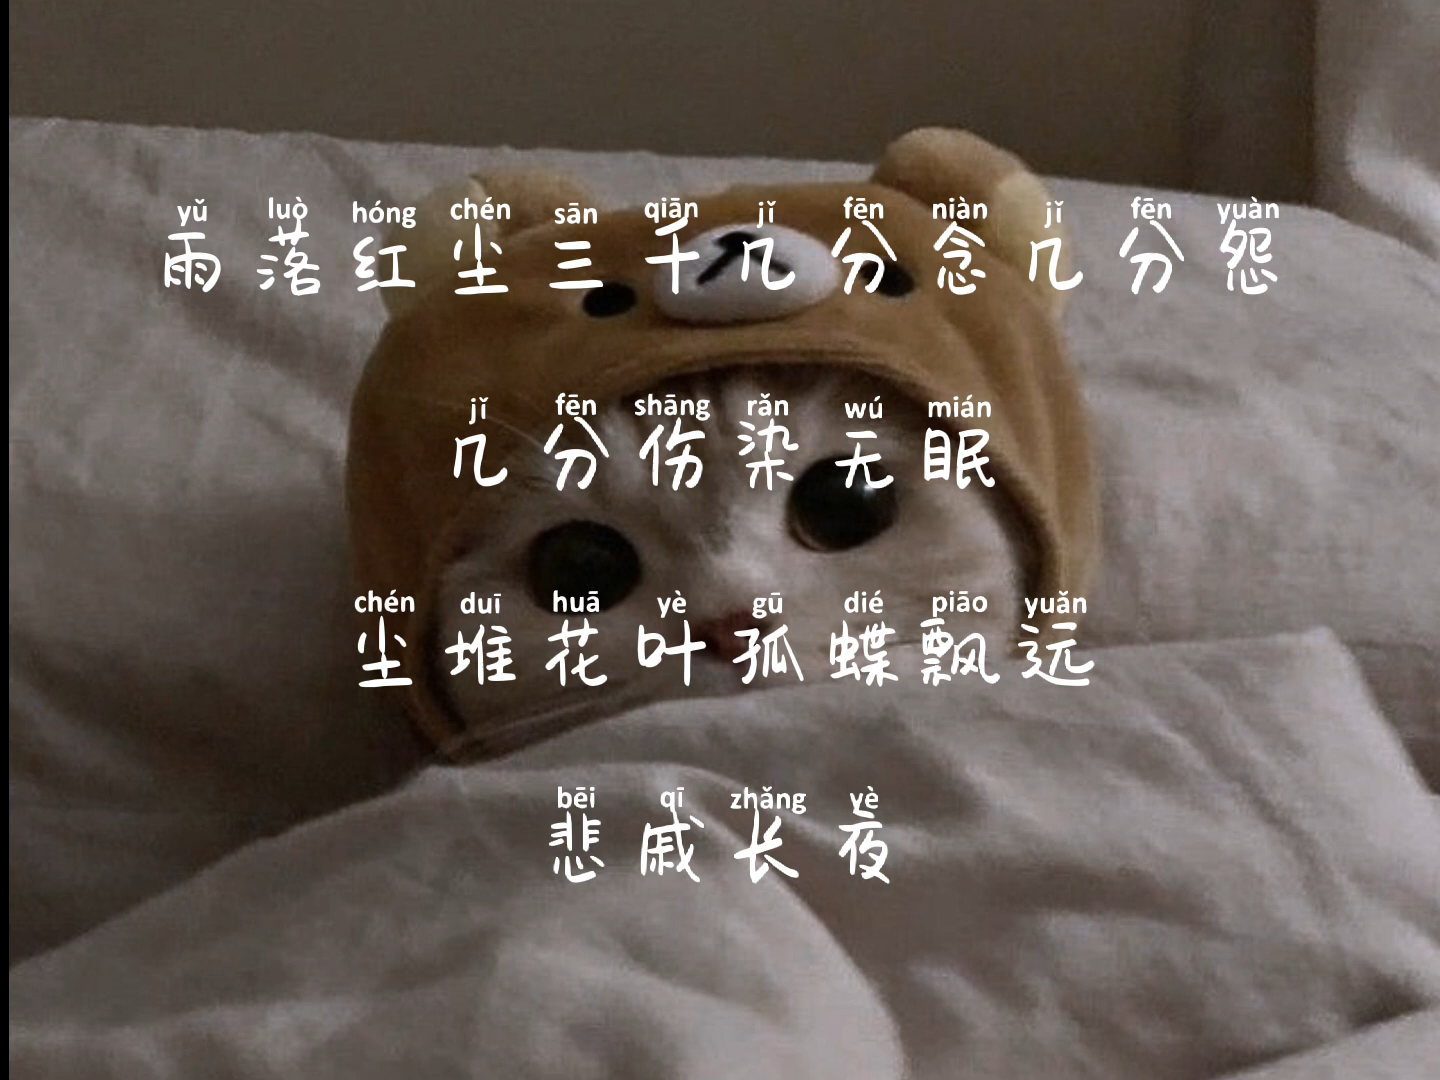 yǔ luò hóng chén sān qiān jǐ fēn niàn jǐ fēn yuàn
雨落红尘三千几分念几分怨
jǐ fēn shāng rǎn wú mián
几分伤染无眠
chén duī huā yè gū dié piāo yuǎn
尘堆花叶孤蝶飘远
bēi qī zhǎng yè
悲戚长夜